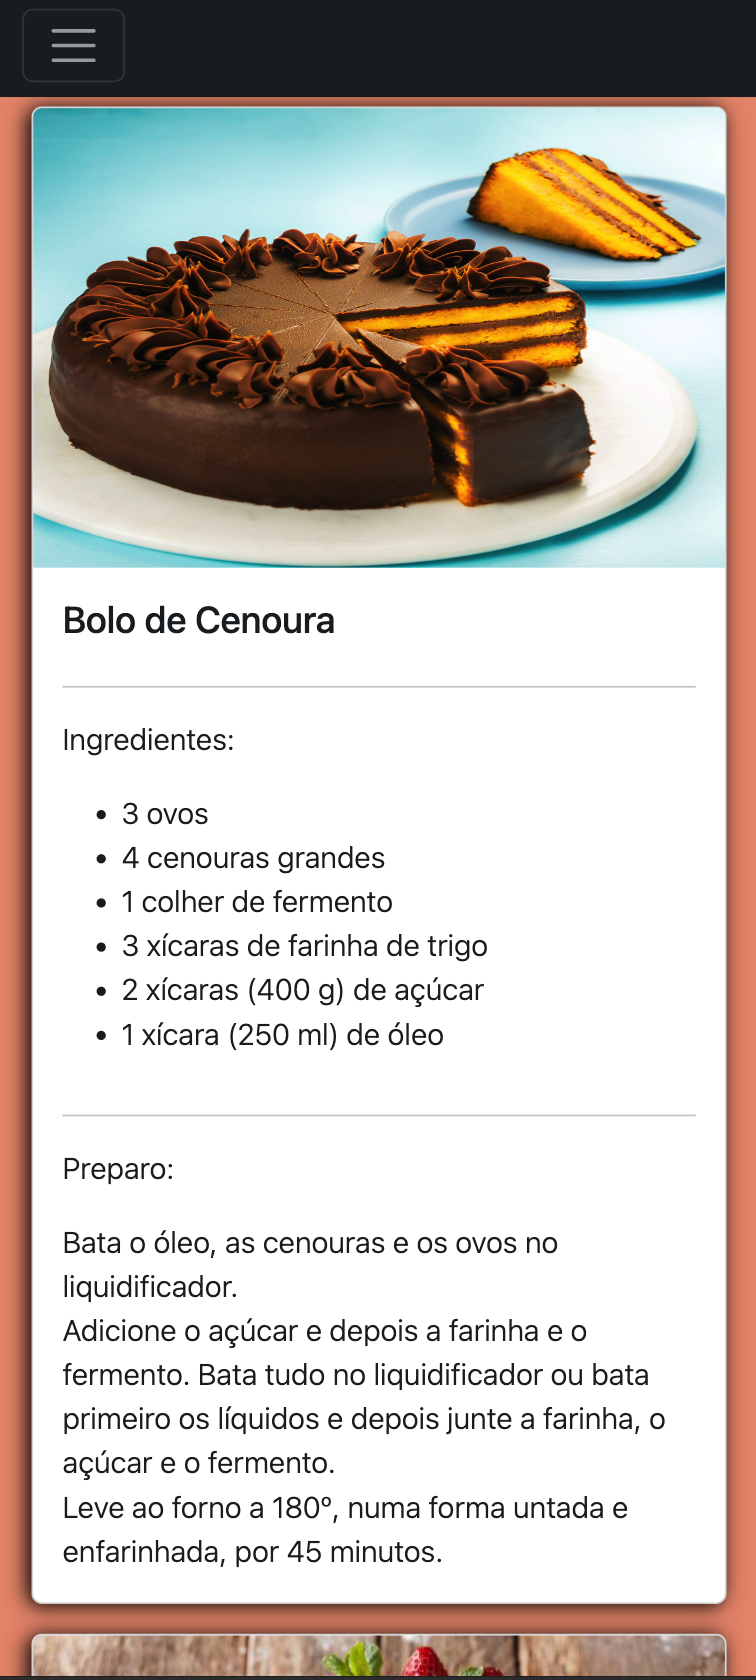 Bolo de Cenoura
Ingredientes:
• 3 ovos
• 4 cenouras grandes
• 1 colher de fermento
• 3 xícaras de farinha de trigo
• 2 xícaras (400 g) de açúcar
• 1 xícara (250 ml) de óleo
Preparo:
Bata o óleo, as cenouras e os ovos no
liquidificador.
Adicione o açúcar e depois a farinha e o
fermento. Bata tudo no liquidificador ou bata
primeiro os líquidos e depois junte a farinha, o
açúcar e o fermento.
Leve ao forno a 180º, numa forma untada e
enfarinhada, por 45 minutos.